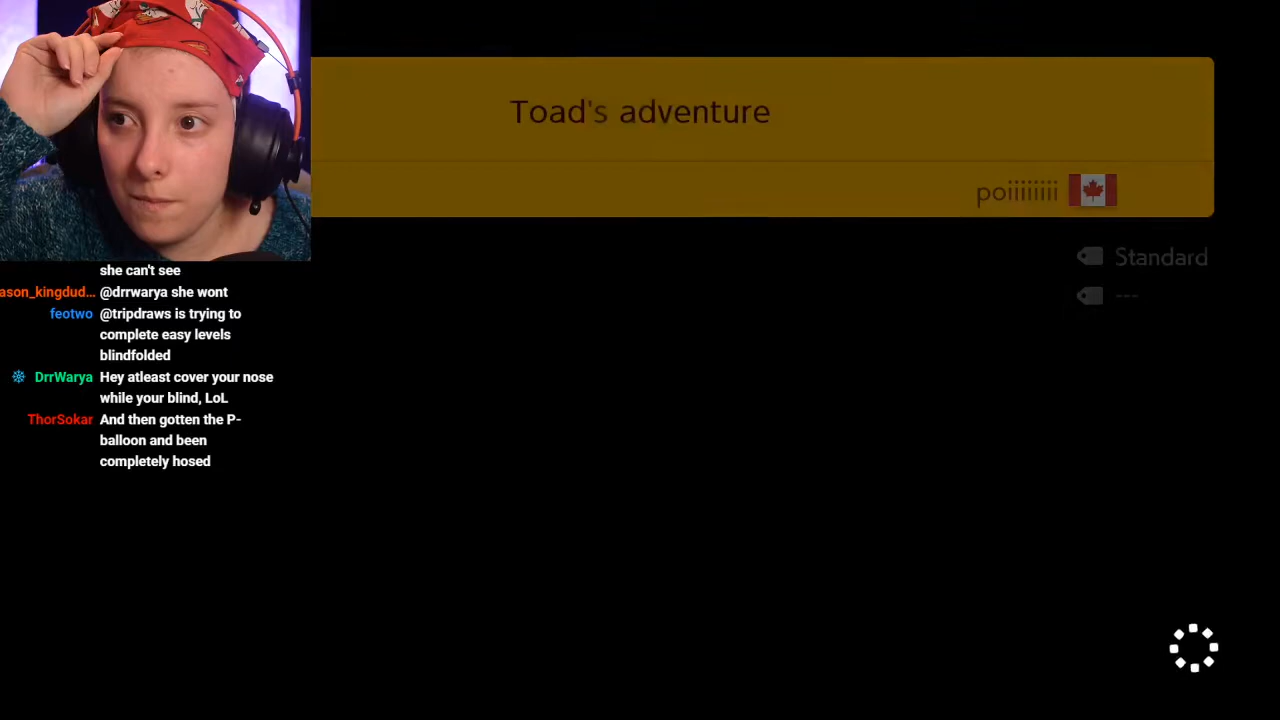 Toad's adventure
poiiiiiiii
Standard
---
she can't see
ason_kingdud... @drrwarya she wont
feotwo @tripdraws is trying to
complete easy levels
blindfolded
DrrWarya Hey atleast cover your nose
while your blind, LoL
ThorSokar And then gotten the P-
balloon and been
completely hosed